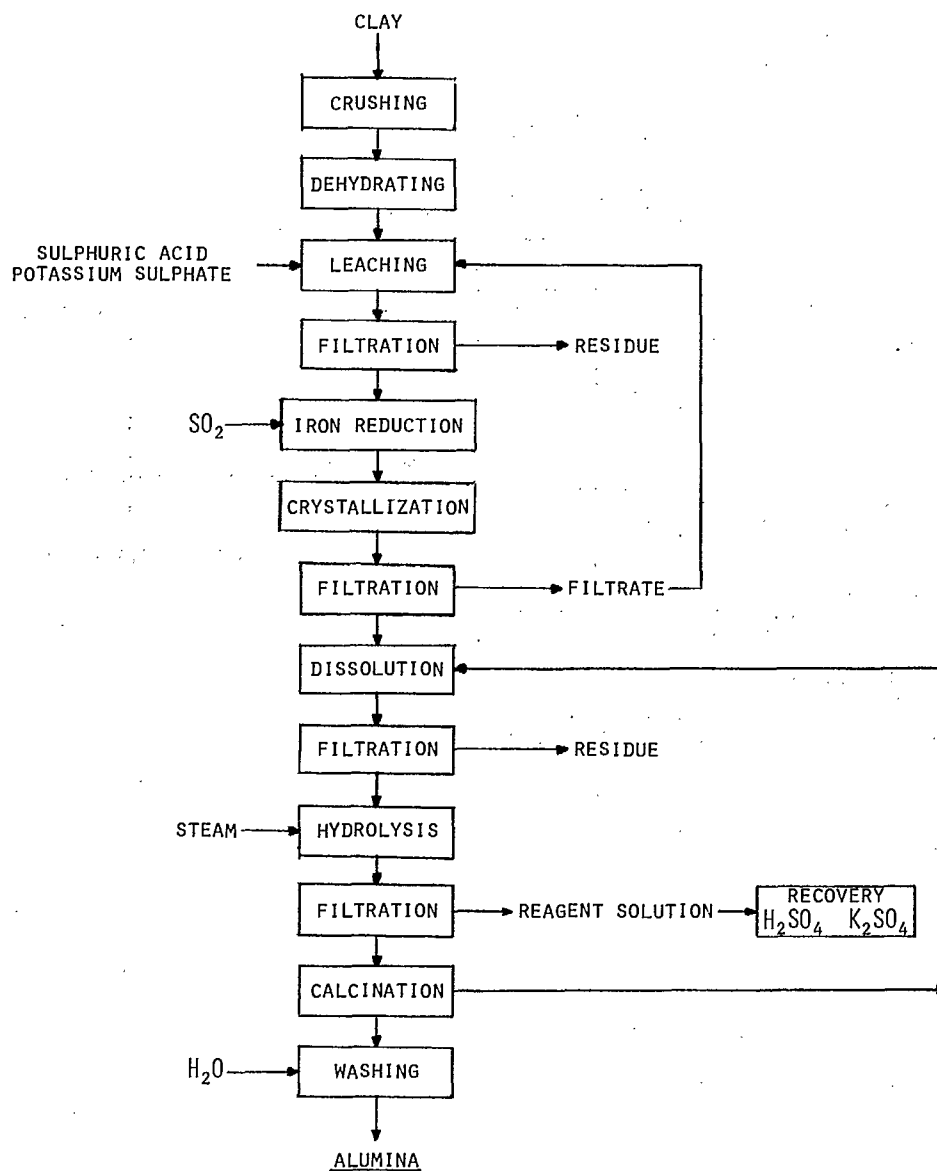 CLAY
CRUSHING
DEHYDRATING
SULPHURIC ACID
POTASSIUM SULPHATE
LEACHING
FILTRATION
RESIDUE
SO₂
IRON REDUCTION
CRYSTALLIZATION
FILTRATION
FILTRATE
DISSOLUTION
FILTRATION
RESIDUE
STEAM
HYDROLYSIS
FILTRATION
REAGENT SOLUTION
RECOVERY
H₂SO₄ K₂SO₄
CALCINATION
H₂O
WASHING
ALUMINA